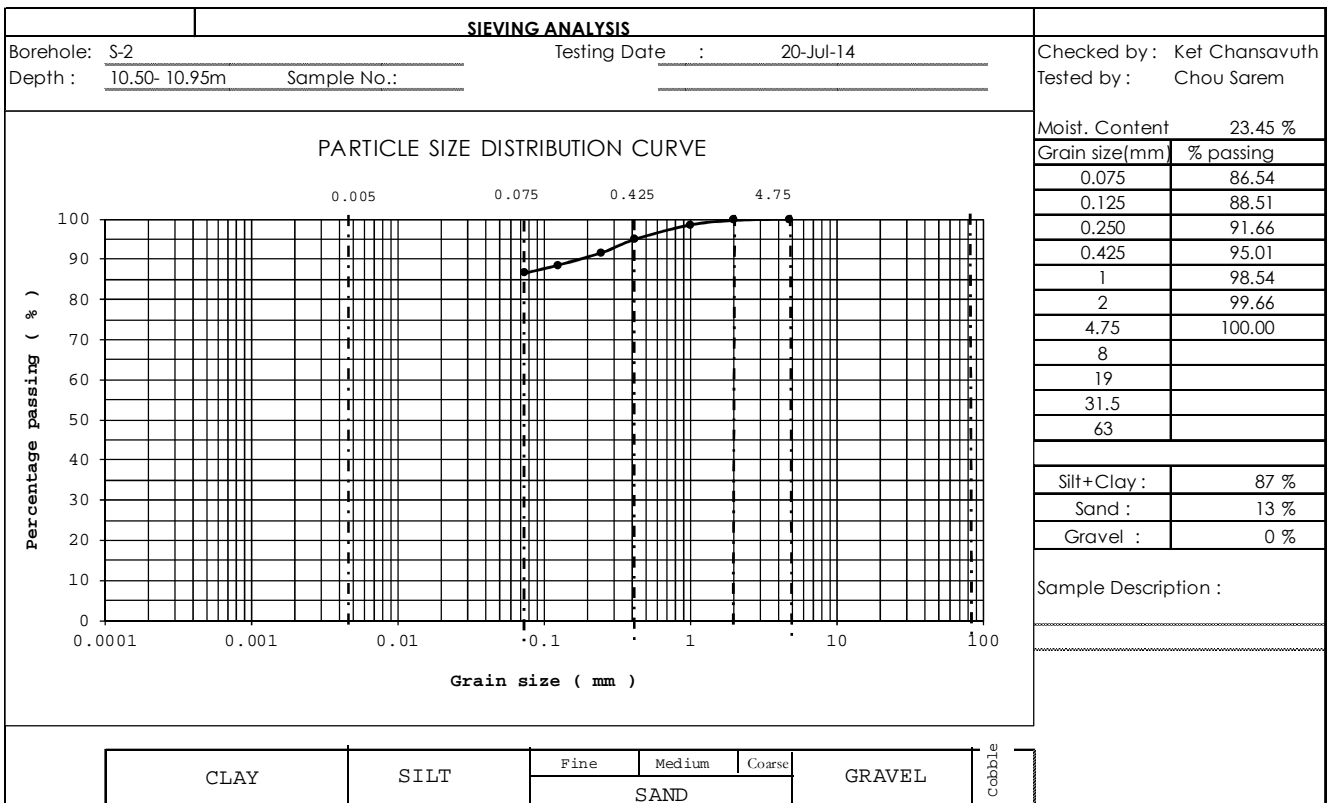 SIEVING ANALYSIS
Borehole: S-2 Testing Date : 20-Jul-14
Depth : 10.50- 10.95m Sample No.:
Checked by : Ket Chansavuth
Tested by : Chou Sarem
PARTICLE SIZE DISTRIBUTION CURVE
0.005 0.075 0.425 4.75
100
90
80
70
60
50
40
30
20
10
0
Percentage passing ( % )
0.0001 0.001 0.01 0.1 1 10 100
Grain size ( mm )
Moist. Content 23.45 %
Grain size(mm) % passing
0.075 86.54
0.125 88.51
0.250 91.66
0.425 95.01
1 98.54
2 99.66
4.75 100.00
8
19
31.5
63
Silt+Clay : 87 %
Sand : 13 %
Gravel : 0 %
Sample Description :
CLAY SILT Fine Medium Coarse GRAVEL Cobble
SAND